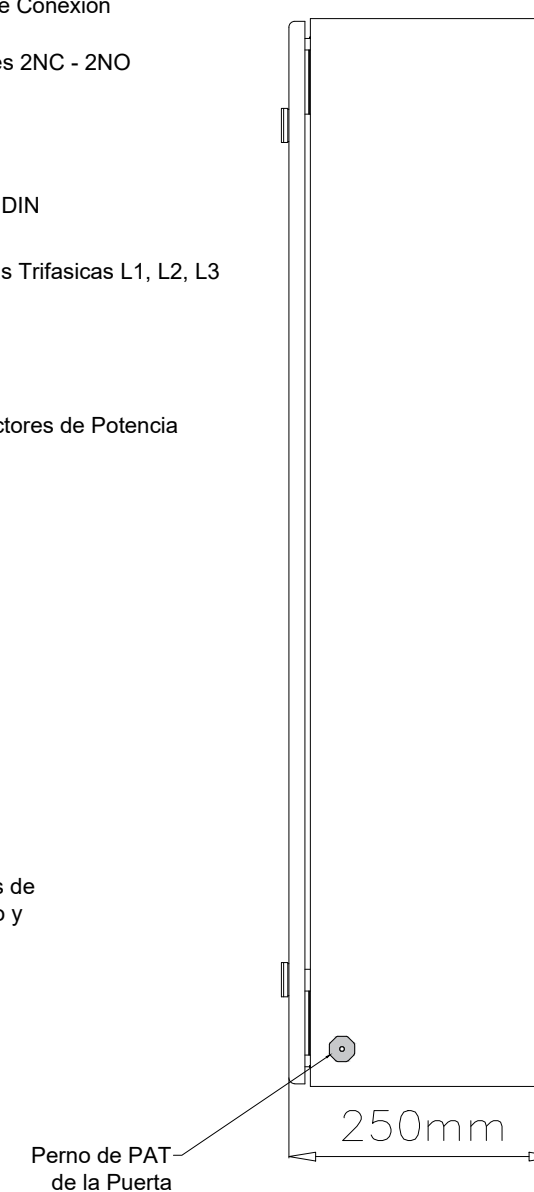 e Conexión
es 2NC - 2NO
DIN
s Trifasicas L1, L2, L3
ctores de Potencia
s de
o y
250mm
Perno de PAT
de la Puerta